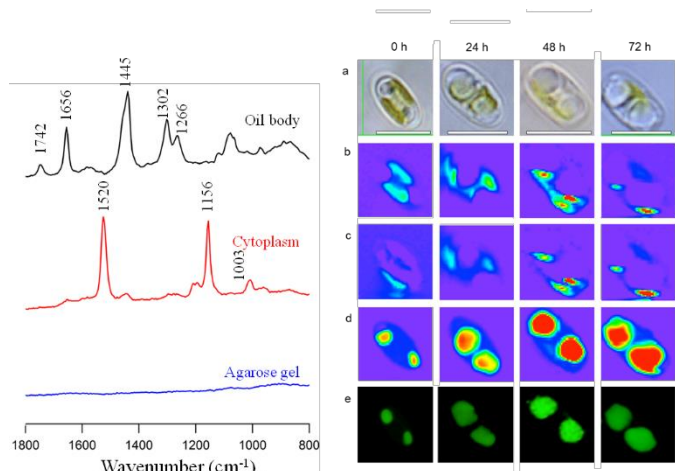 1742
1656
1445
1302
1266
Oil body
1520
1156
1003
Cytoplasm
Agarose gel
1800 1600 1400 1200 1000 800
Wavenumber (cm-1)
0 h 24 h 48 h 72 h
a
b
c
d
e